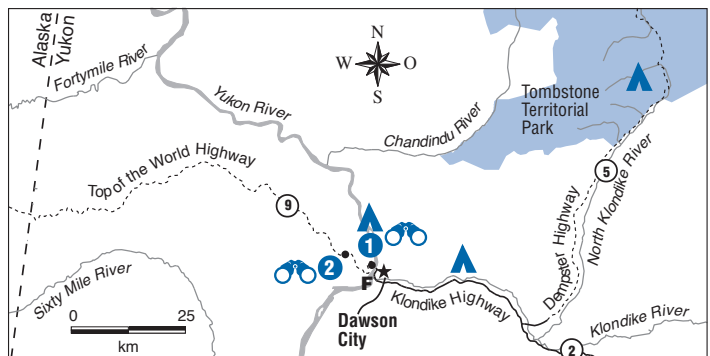 Alaska
Yukon
Fortymile River
Yukon River
N
W
O
S
Chandindu River
Tombstone
Territorial
Park
Top of the World Highway
9
5
North Klondike River
Dempster Highway
1
2
F
Sixty Mile River
0
25
km
Dawson
City
Klondike Highway
Klondike River
2